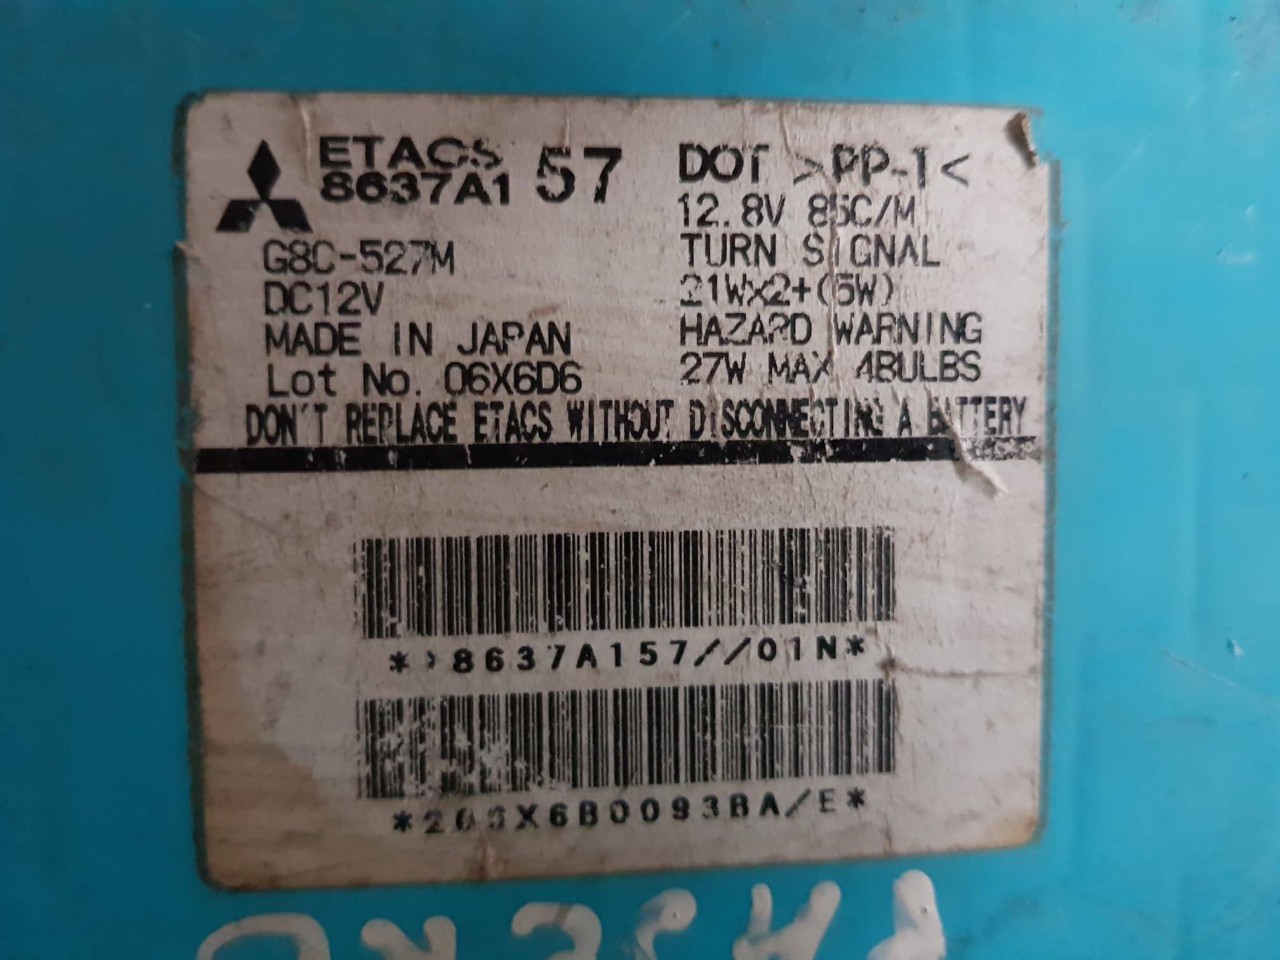 ETACS
8637A1 57
G8C-527M
DC12V
MADE IN JAPAN
Lot No. 06X6D6
DOT >PP-T<
12.8V 85C/M
TURN SIGNAL
21Wx2+(5W)
HAZARD WARNING
27W MAX 4BULBS
DON'T REPLACE ETACS WITHOUT DISCONNECTING A BATTERY
*>8637A157//01N*